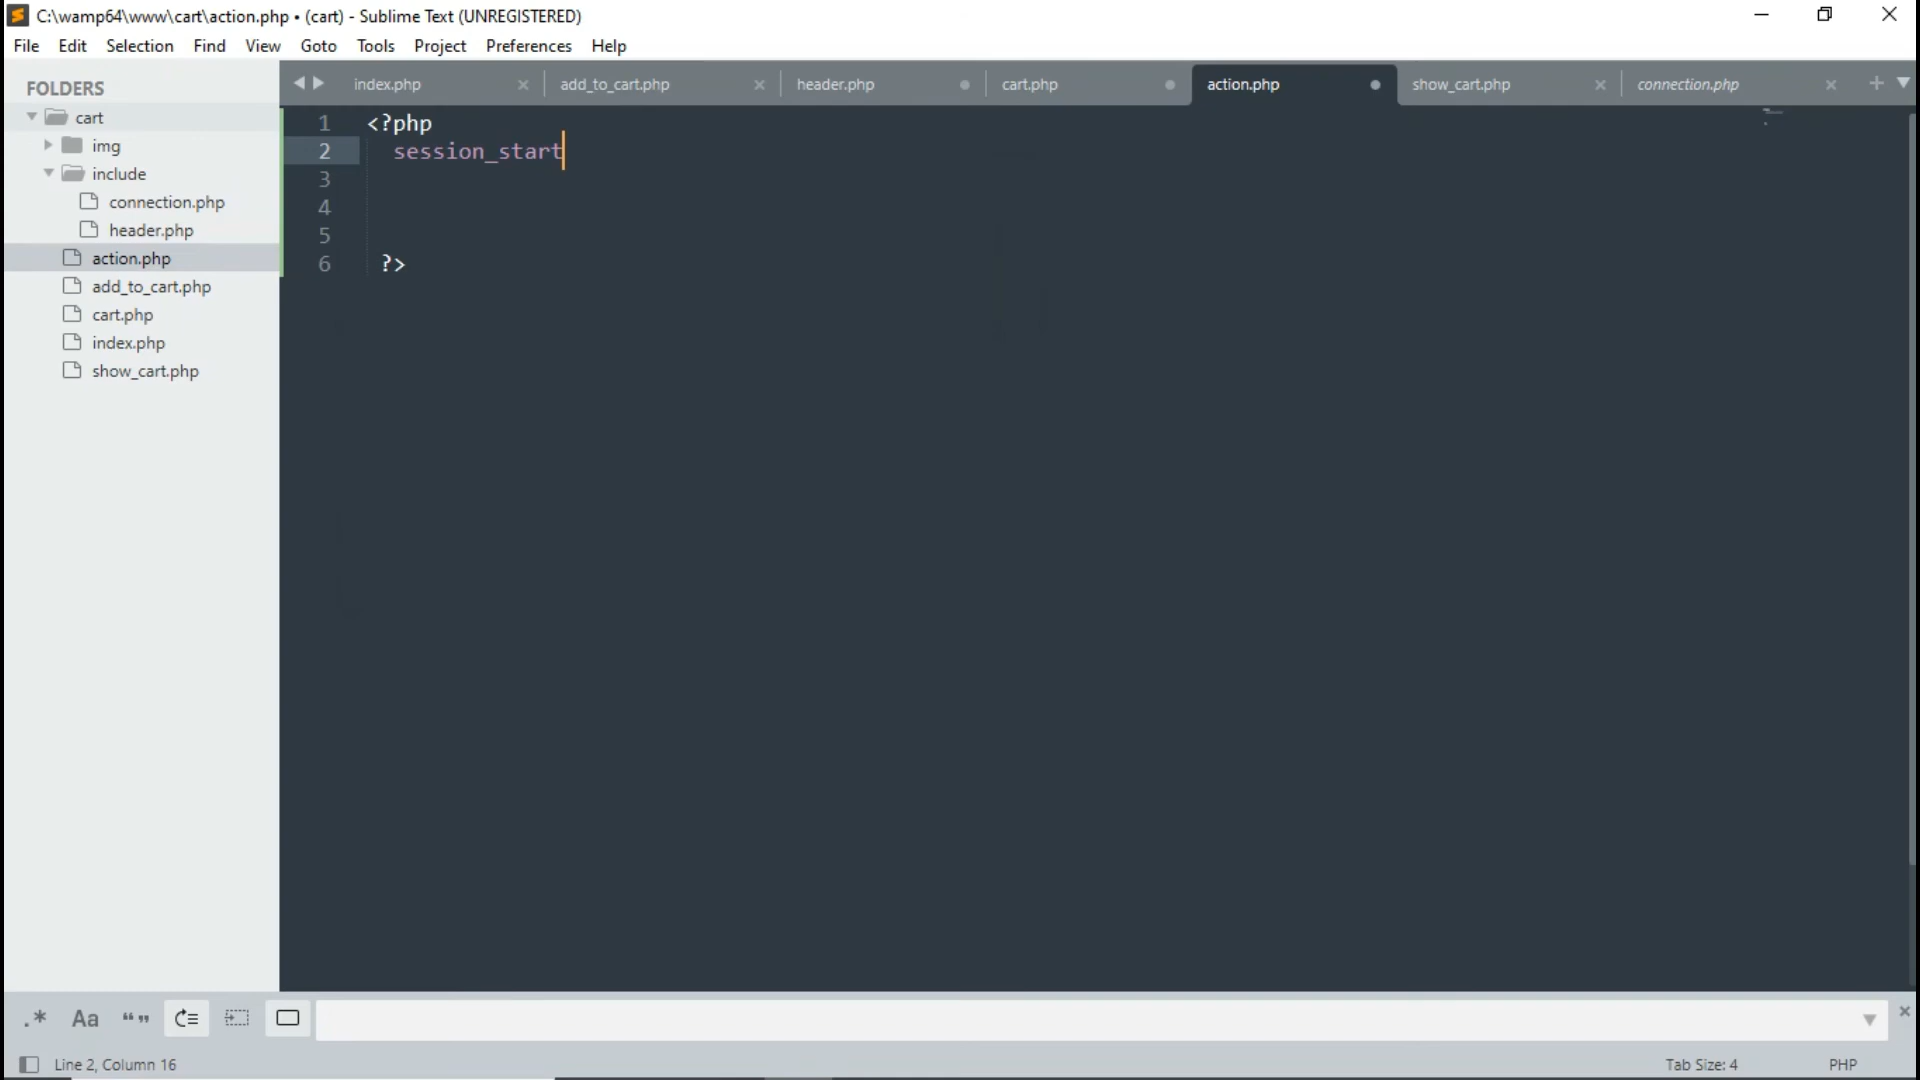 C:\wamp64\www\cart\action.php • (cart) - Sublime Text (UNREGISTERED)
File Edit Selection Find View Goto Tools Project Preferences Help
FOLDERS
cart
img
include
connection.php
header.php
action.php
add_to_cart.php
cart.php
index.php
show_cart.php
index.php add_to_cart.php header.php cart.php action.php show_cart.php connection.php
1 <?php
2 session_start
3
4
5
6 ?>
.* Aa “”
Line 2, Column 16 Tab Size: 4 PHP